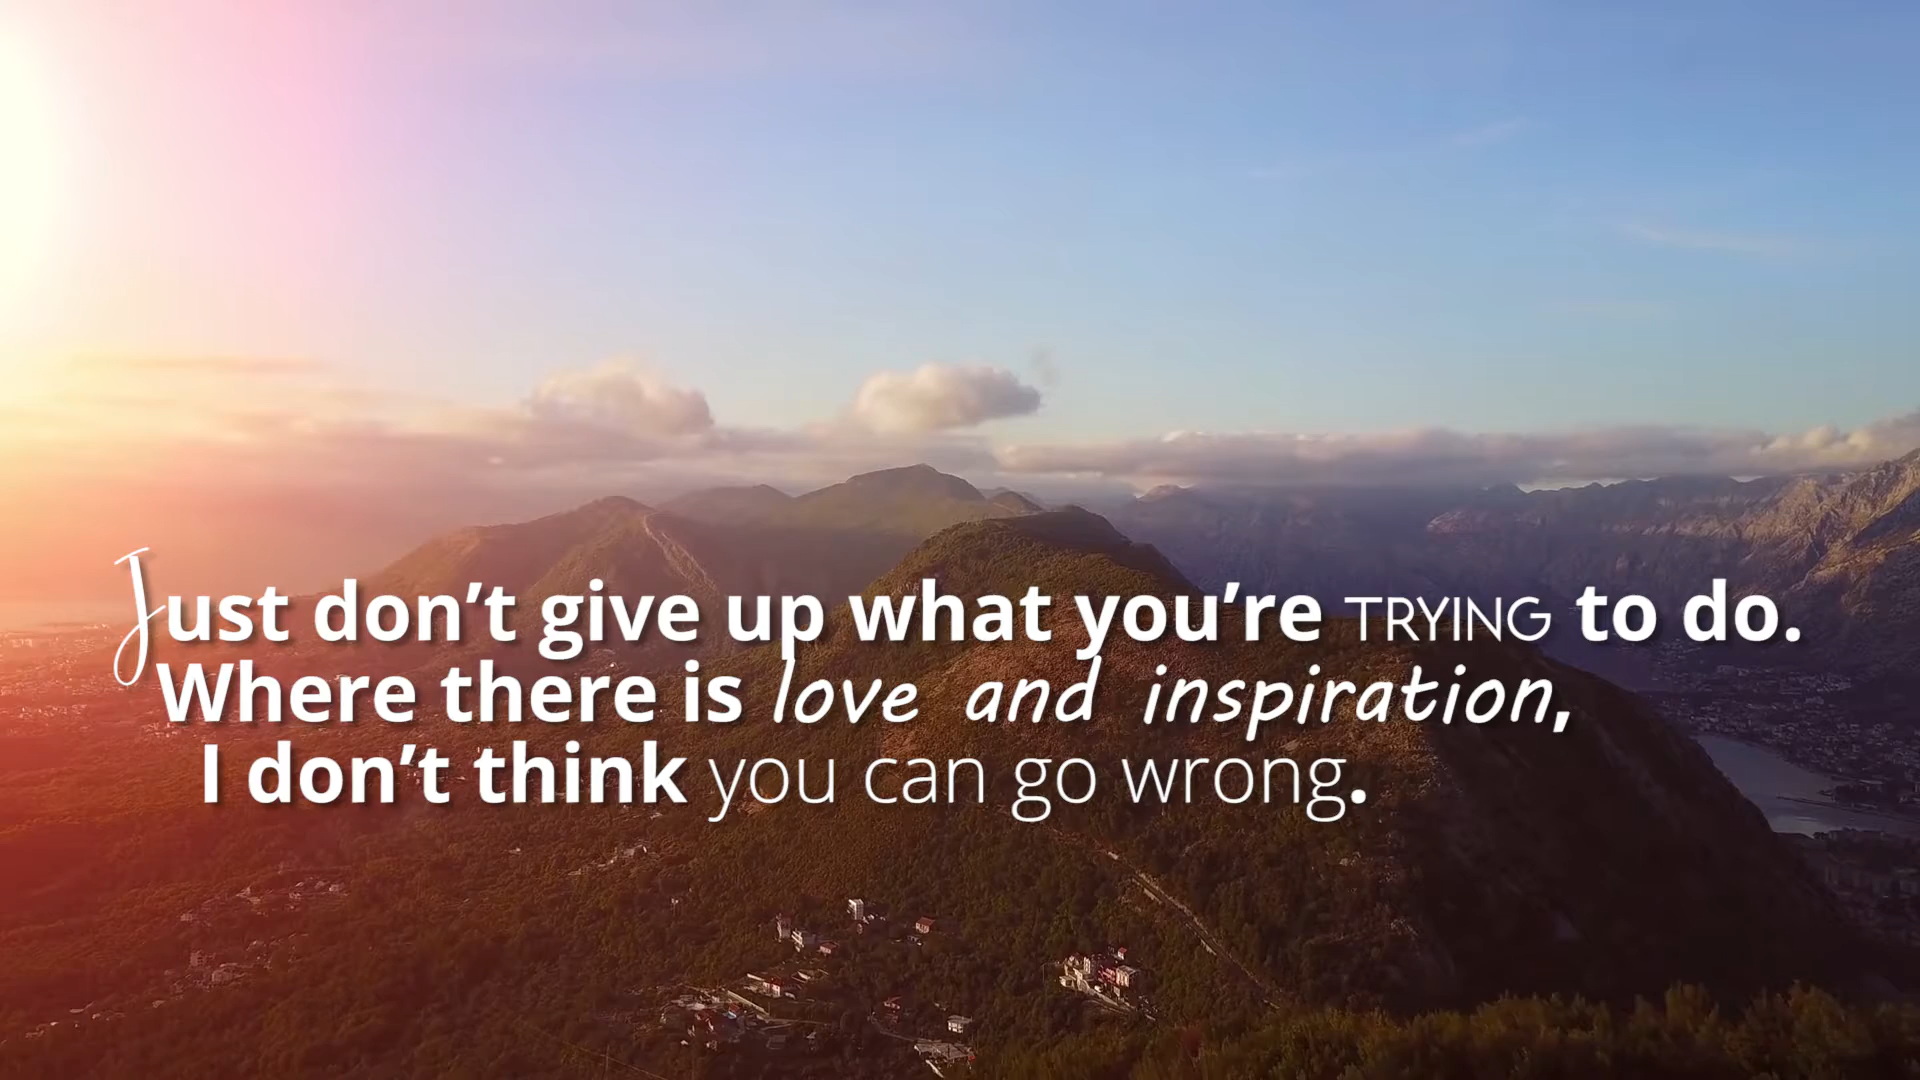 Just don’t give up what you’re TRYING to do.
Where there is love and inspiration,
I don’t think you can go wrong.